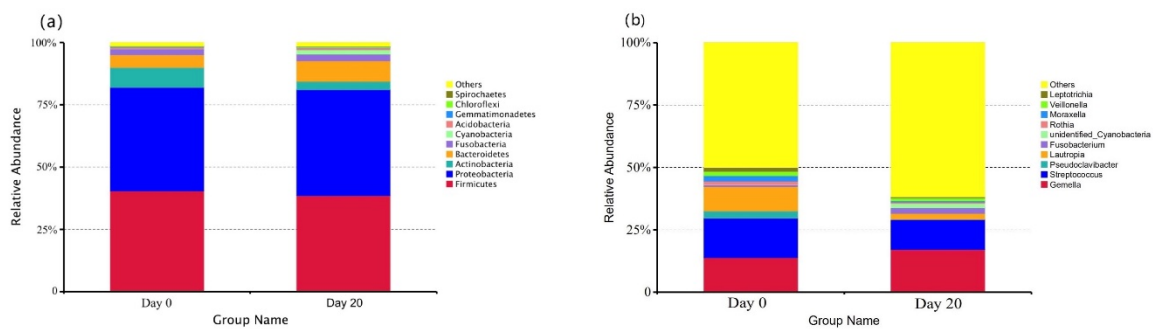 (a)
100%
75%
50%
25%
0
Relative Abundance
Day 0
Day 20
Group Name
Others
Spirochaetes
Chloroflexi
Gemmatimonadetes
Acidobacteria
Cyanobacteria
Fusobacteria
Bacteroidetes
Actinobacteria
Proteobacteria
Firmicutes
(b)
100%
75%
50%
25%
0
Relative Abundance
Day 0
Day 20
Group Name
Others
Leptotrichia
Veillonella
Moraxella
Rothia
unidentified_Cyanobacteria
Fusobacterium
Lautropia
Pseudoclavibacter
Streptococcus
Gemella